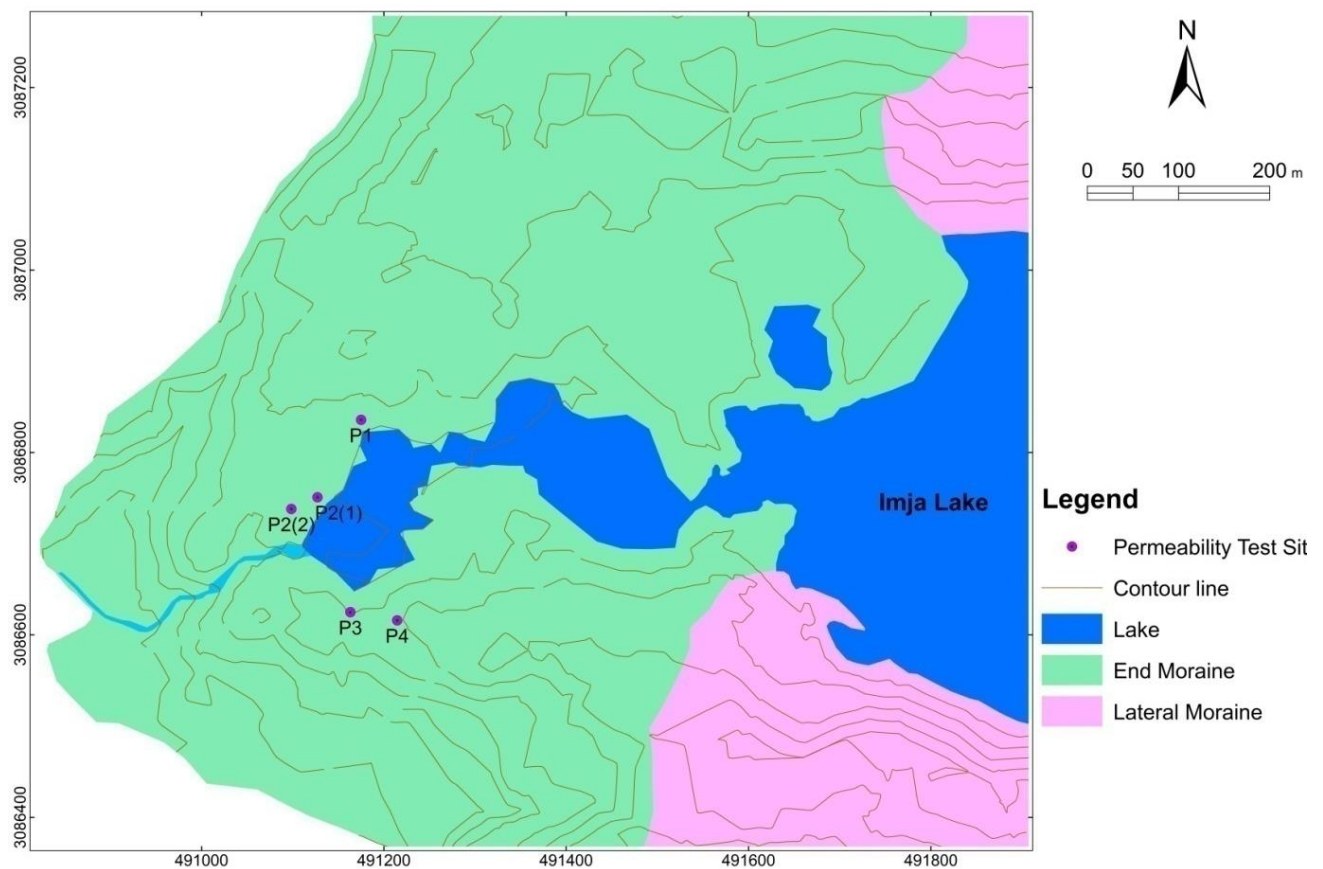 N
0 50 100 200 m
3087200
3087000
3086800
3086600
3086400
P1
P2(1)
P2(2)
P3
P4
Imja Lake
Legend
Permeability Test Sit
Contour line
Lake
End Moraine
Lateral Moraine
491000 491200 491400 491600 491800